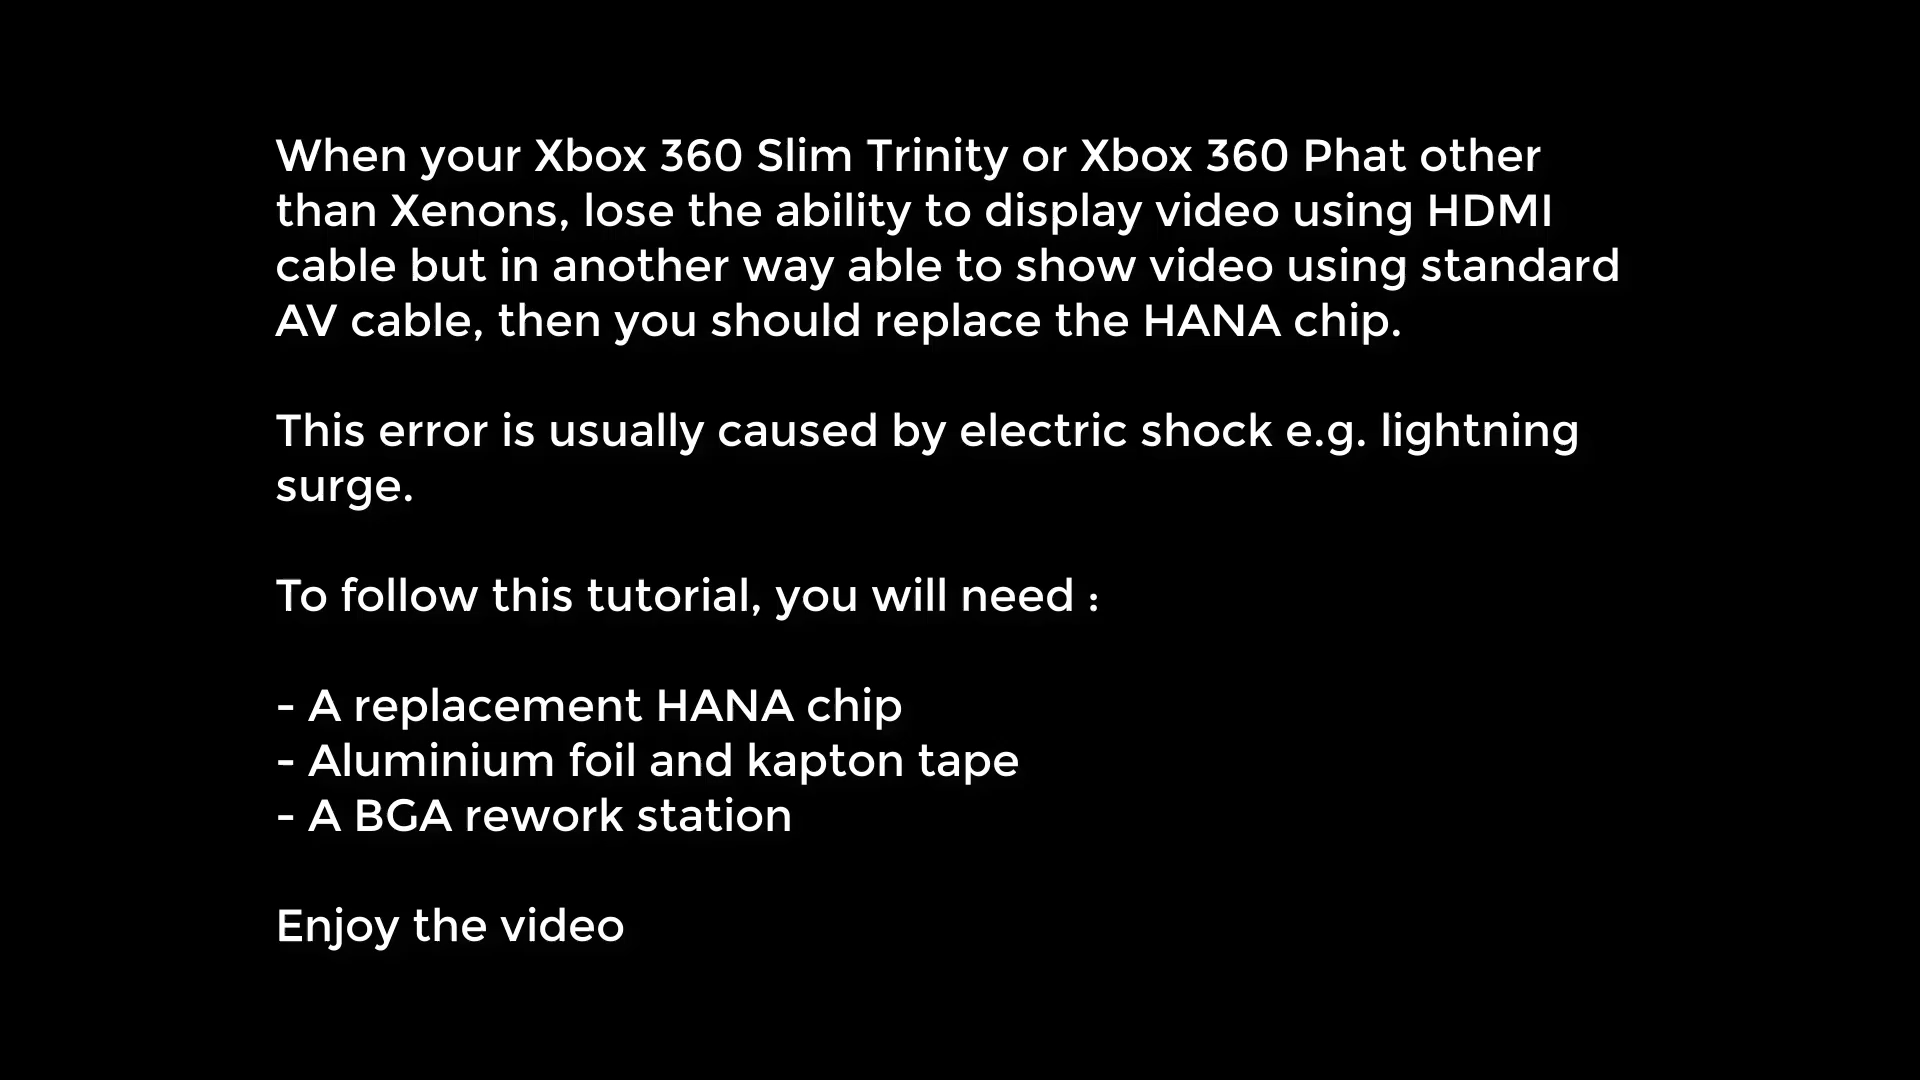 When your Xbox 360 Slim Trinity or Xbox 360 Phat other
than Xenons, lose the ability to display video using HDMI
cable but in another way able to show video using standard
AV cable, then you should replace the HANA chip.
This error is usually caused by electric shock e.g. lightning
surge.
To follow this tutorial, you will need :
- A replacement HANA chip
- Aluminium foil and kapton tape
- A BGA rework station
Enjoy the video